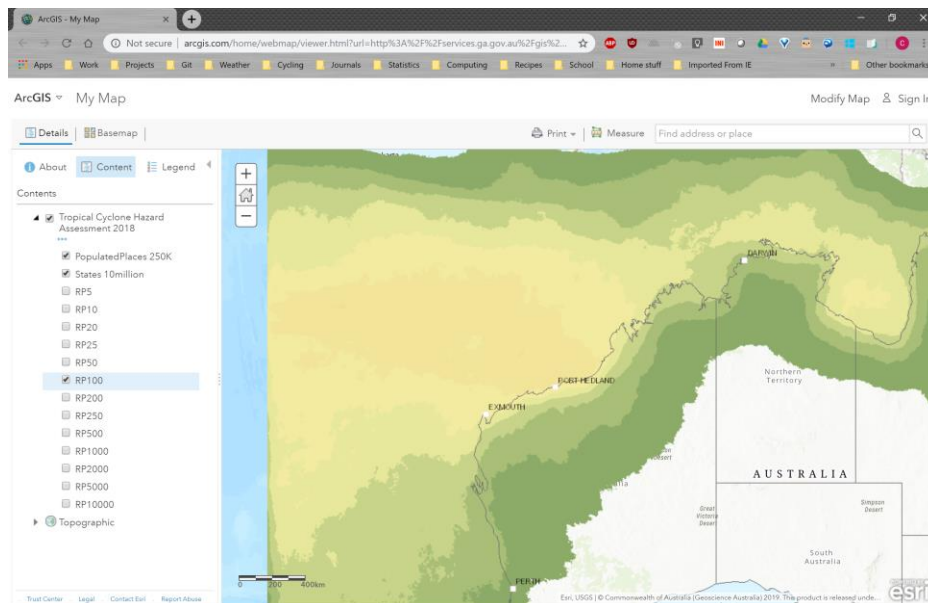 ArcGIS - My Map
Not secure | arcgis.com/home/webmap/viewer.html?url=http%3A%2F%2Fservices.ga.gov.au%2Fgis%2...
Apps Work Projects Git Weather Cycling Journals Statistics Computing Recipes School Home stuff Imported From IE » Other bookmarks
ArcGIS My Map Modify Map Sign In
Details Basemap Print Measure Find address or place
About Content Legend
Contents
Tropical Cyclone Hazard
Assessment 2018
PopulatedPlaces 250K
States 10million
RP5
RP10
RP20
RP25
RP50
RP100
RP200
RP250
RP500
RP1000
RP2000
RP5000
RP10000
Topographic
Trust Center Legal Contact Esri Report Abuse
DARWIN
PORT HEDLAND
EXMOUTH
Northern
Territory
Desert
AUSTRALIA
Great
Victoria
Desert
Simpson
Desert
South
Australia
PERTH
0 200 400km
Esri, USGS | © Commonwealth of Australia (Geoscience Australia) 2019. This product is released unde...
esri